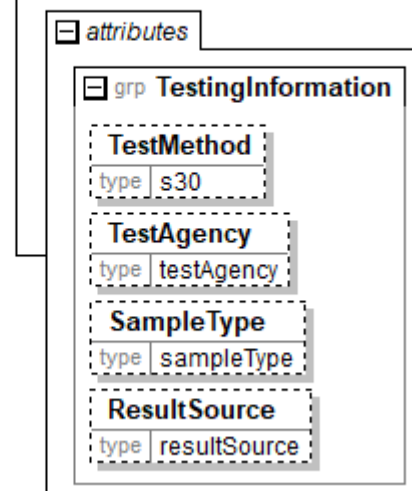 attributes
grp TestingInformation
TestMethod
type s30
TestAgency
type testAgency
SampleType
type sampleType
ResultSource
type resultSource